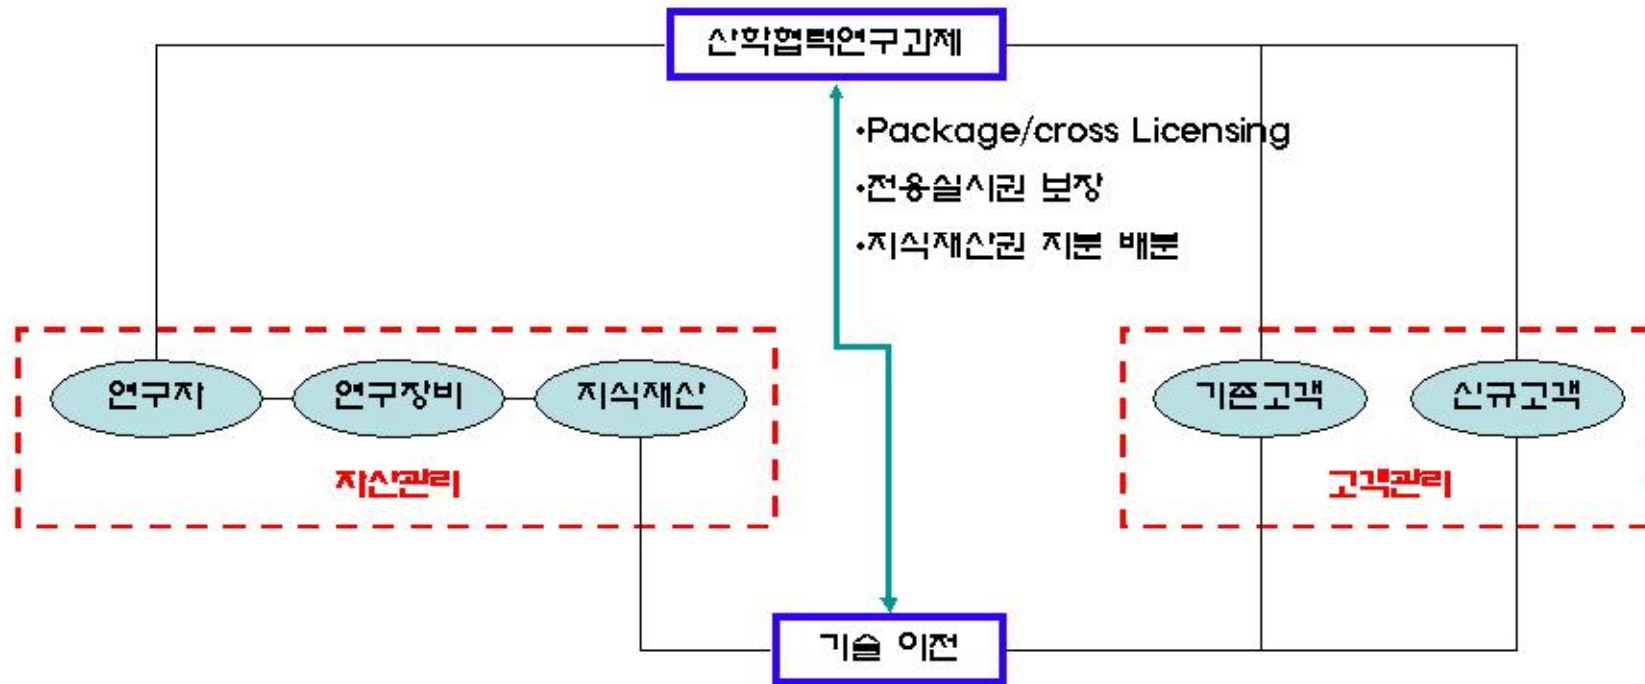 산학협력연구과제
•Package/cross Licensing
•전용실시권 보장
•지식재산권 지분 배분
연구자 연구장비 지식재산 기존고객 신규고객
자산관리 고객관리
기술 이전